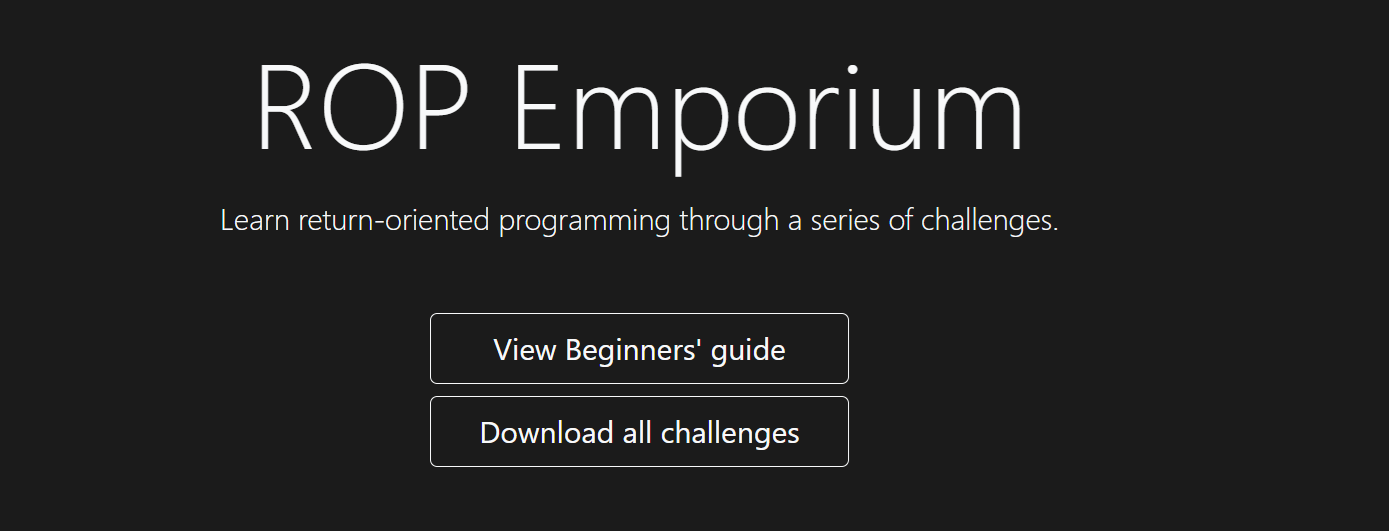 ROP Emporium
Learn return-oriented programming through a series of challenges.
View Beginners' guide
Download all challenges